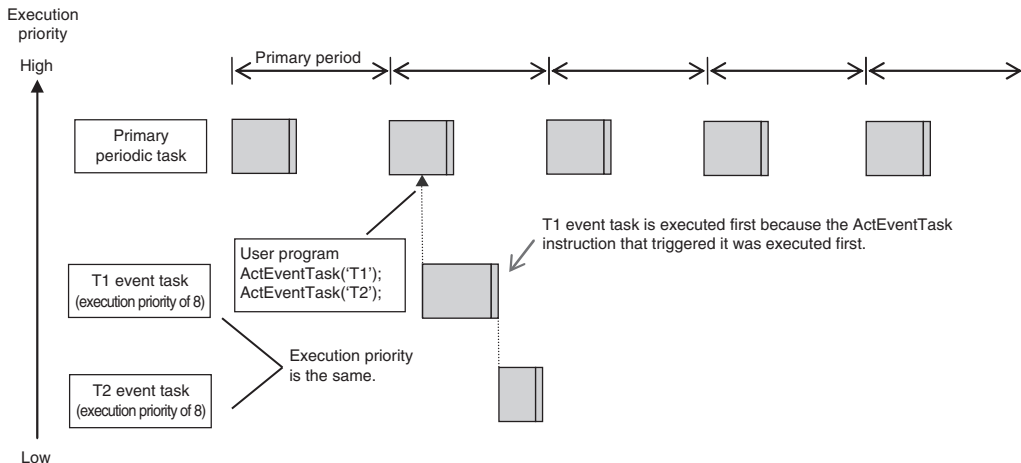 Execution
priority
High
Primary period
Primary
periodic task
T1 event task is executed first because the ActEventTask
instruction that triggered it was executed first.
User program
ActEventTask(‘T1’);
ActEventTask(‘T2’);
T1 event task
(execution priority of 8)
Execution priority
is the same.
T2 event task
(execution priority of 8)
Low